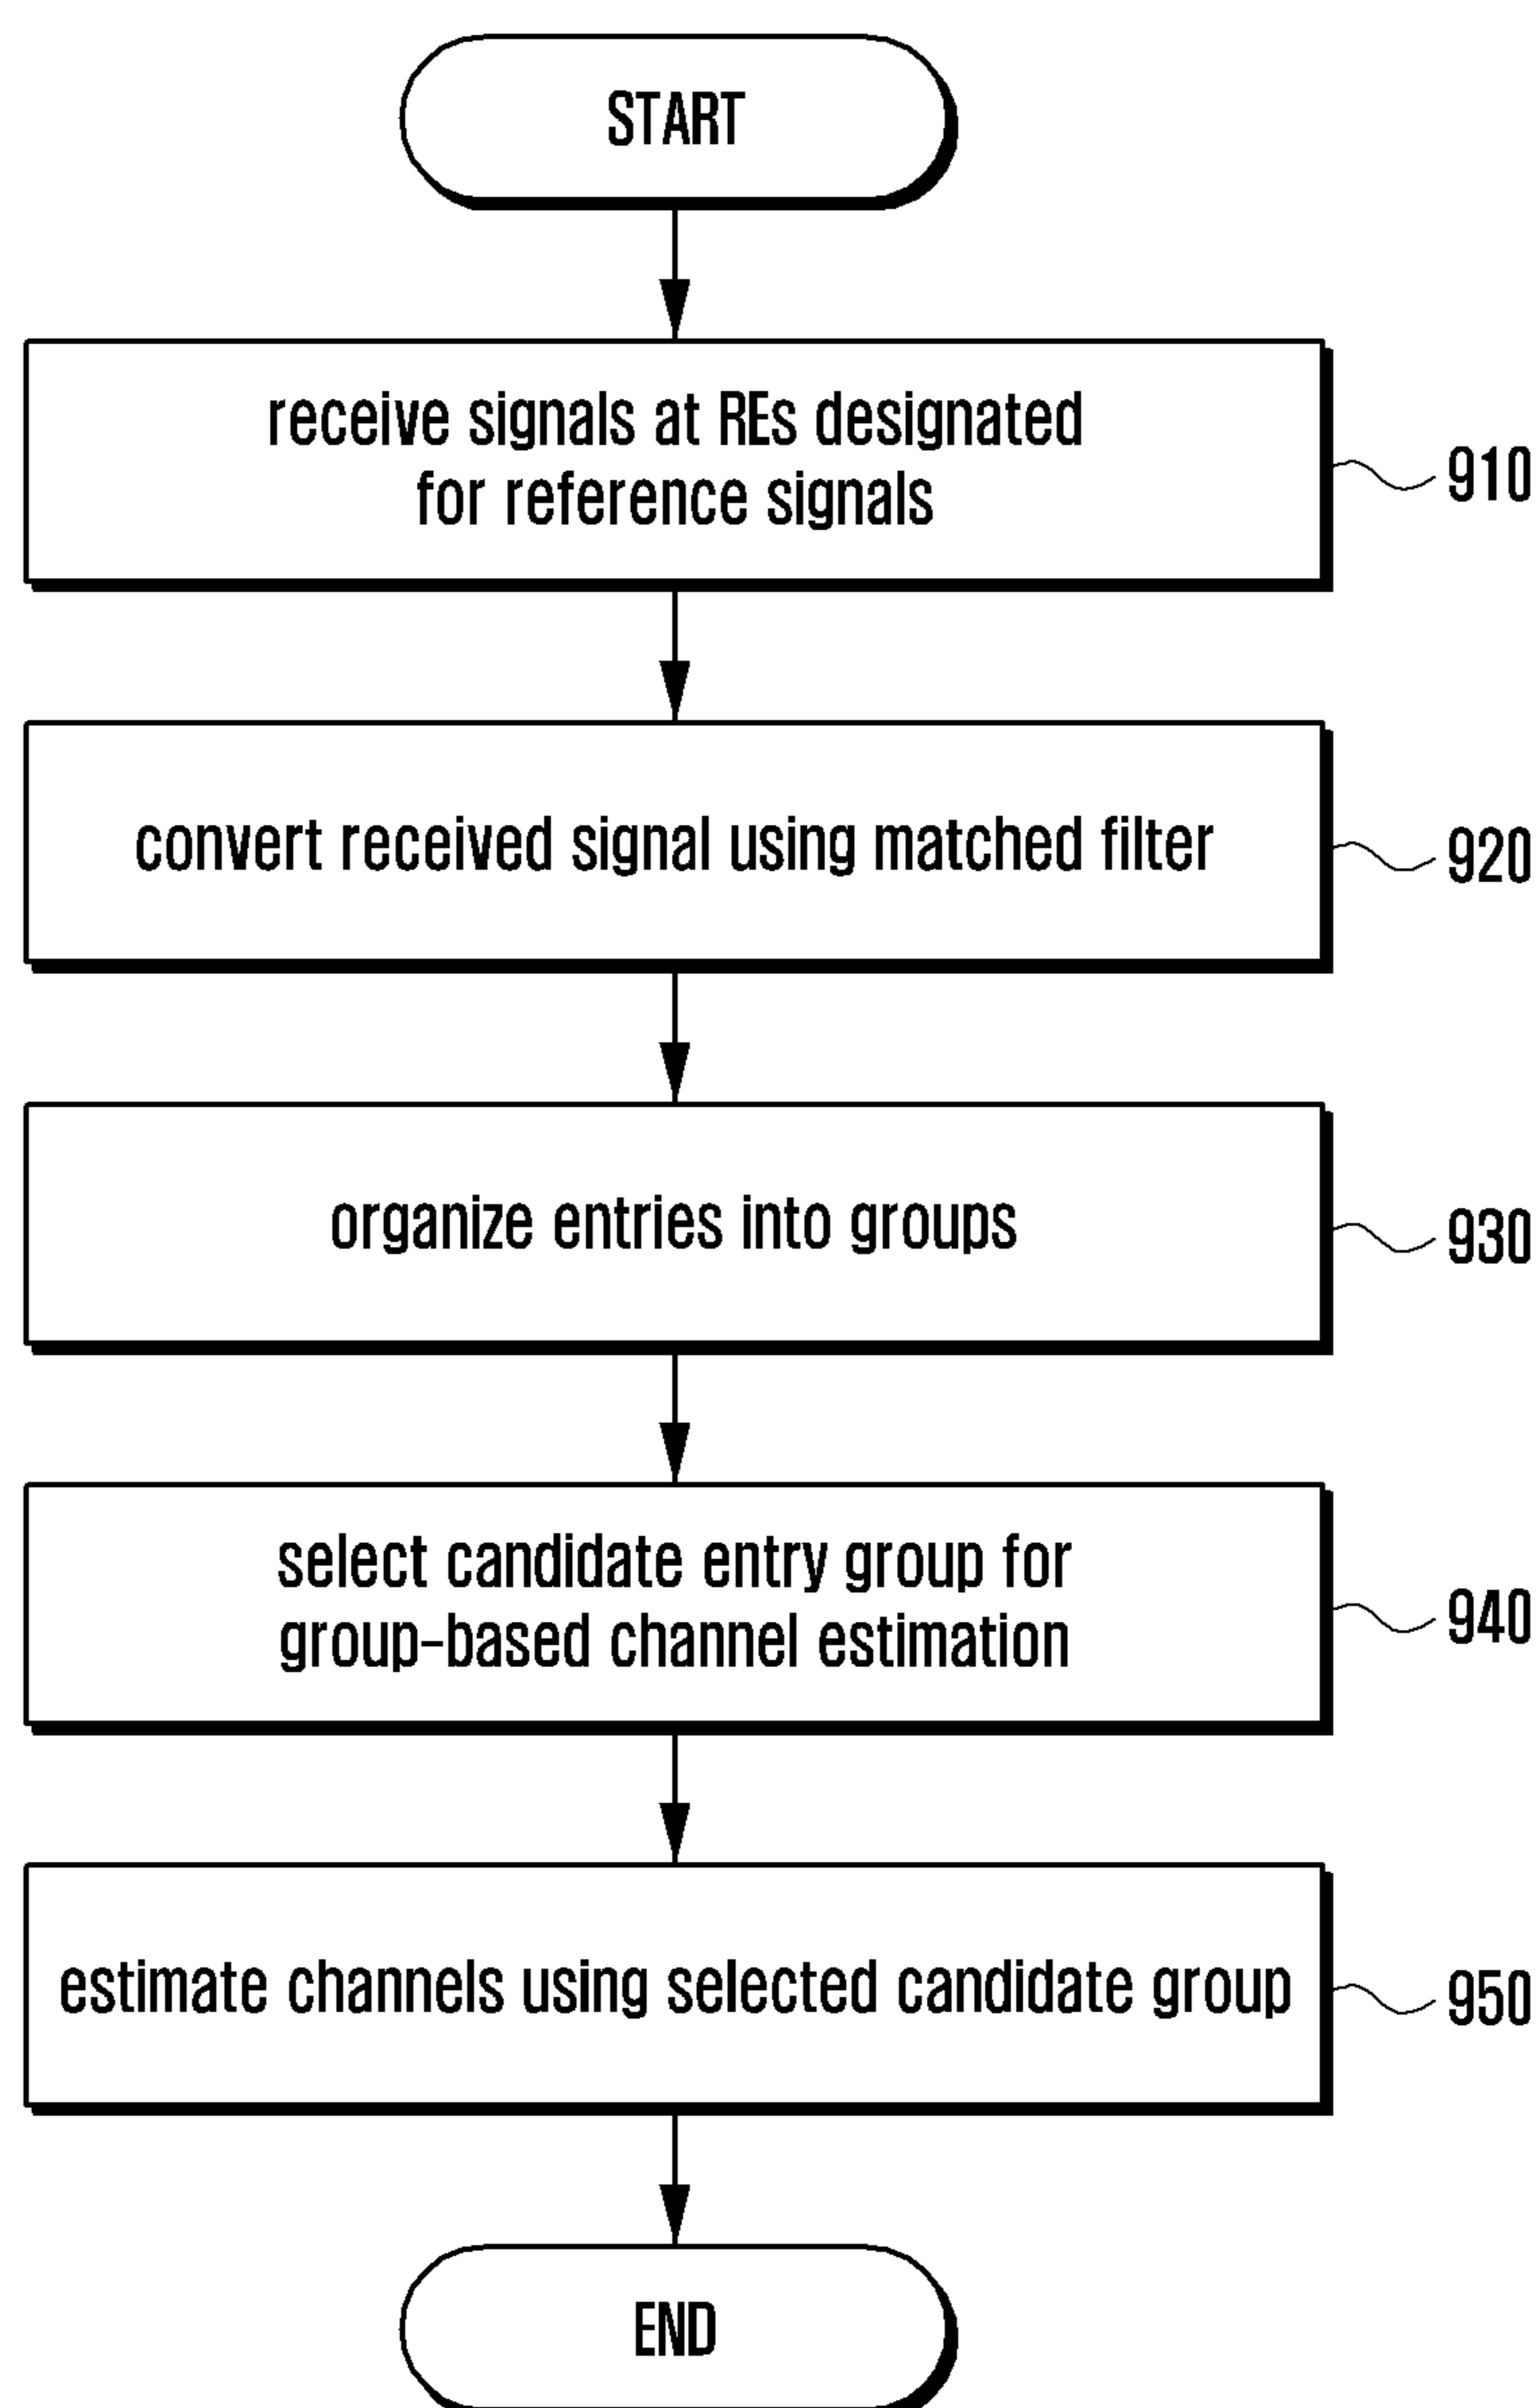 START
receive signals at REs designated
for reference signals
910
convert received signal using matched filter
920
organize entries into groups
930
select candidate entry group for
group-based channel estimation
940
estimate channels using selected candidate group
950
END